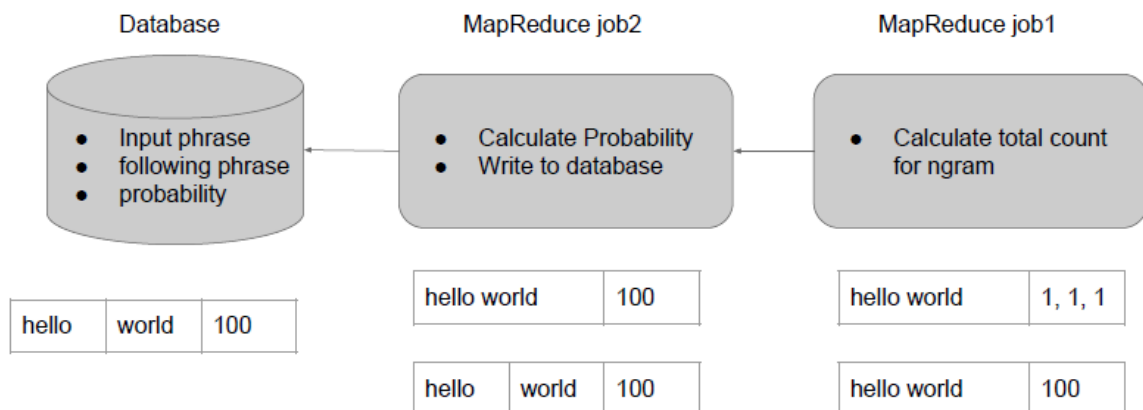 Database
MapReduce job2
MapReduce job1
● Input phrase
● following phrase
● probability
● Calculate Probability
● Write to database
● Calculate total count
for ngram
hello world 100
hello world 100
hello world 100
hello world 1, 1, 1
hello world 100